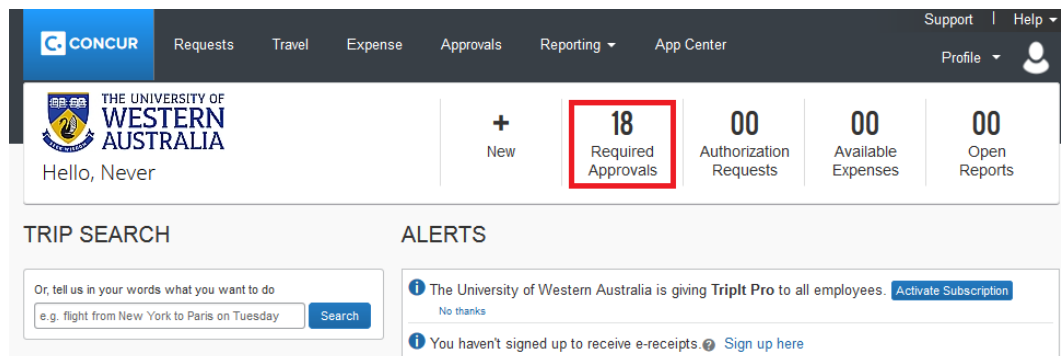 Support | Help
C. CONCUR Requests Travel Expense Approvals Reporting App Center
Profile
THE UNIVERSITY OF
WESTERN
AUSTRALIA
Hello, Never
+
New
18
Required
Approvals
00
Authorization
Requests
00
Available
Expenses
00
Open
Reports
TRIP SEARCH
Or, tell us in your words what you want to do
e.g. flight from New York to Paris on Tuesday Search
ALERTS
The University of Western Australia is giving TripIt Pro to all employees. Activate Subscription
No thanks
You haven't signed up to receive e-receipts. Sign up here